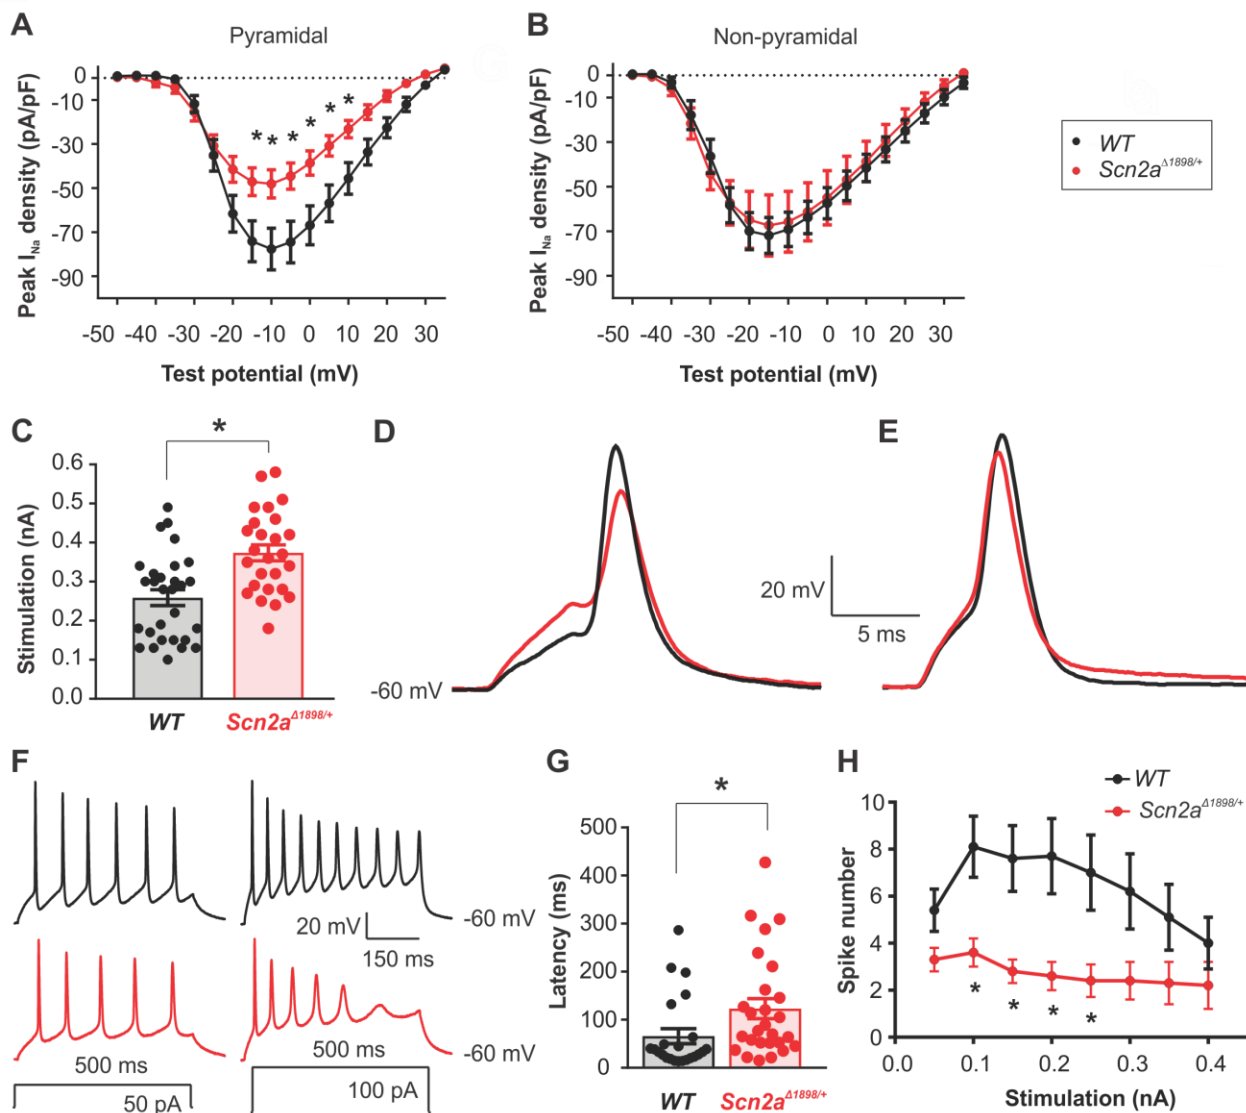 A
Pyramidal
Peak I_Na density (pA/pF)
0
-10
-30
-50
-70
-90
* * * * * *
-50 -40 -30 -20 -10 0 10 20 30
Test potential (mV)
B
Non-pyramidal
Peak I_Na density (pA/pF)
0
-10
-30
-50
-70
-90
-50 -40 -30 -20 -10 0 10 20 30
Test potential (mV)
WT
Scn2a^Δ1898/+
C
*
Stimulation (nA)
0.6
0.5
0.4
0.3
0.2
0.1
0.0
WT Scn2a^Δ1898/+
D
-60 mV
E
20 mV
5 ms
F
-60 mV
20 mV
150 ms
-60 mV
500 ms
50 pA
500 ms
100 pA
G
*
Latency (ms)
500
400
300
200
100
0
WT Scn2a^Δ1898/+
H
WT
Scn2a^Δ1898/+
Spike number
10
8
6
4
2
0
* * * *
0.0 0.1 0.2 0.3 0.4
Stimulation (nA)